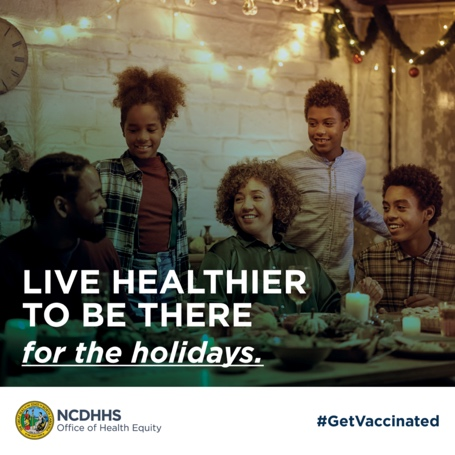 LIVE HEALTHIER
TO BE THERE
for the holidays.
NCDHHS
Office of Health Equity
#GetVaccinated